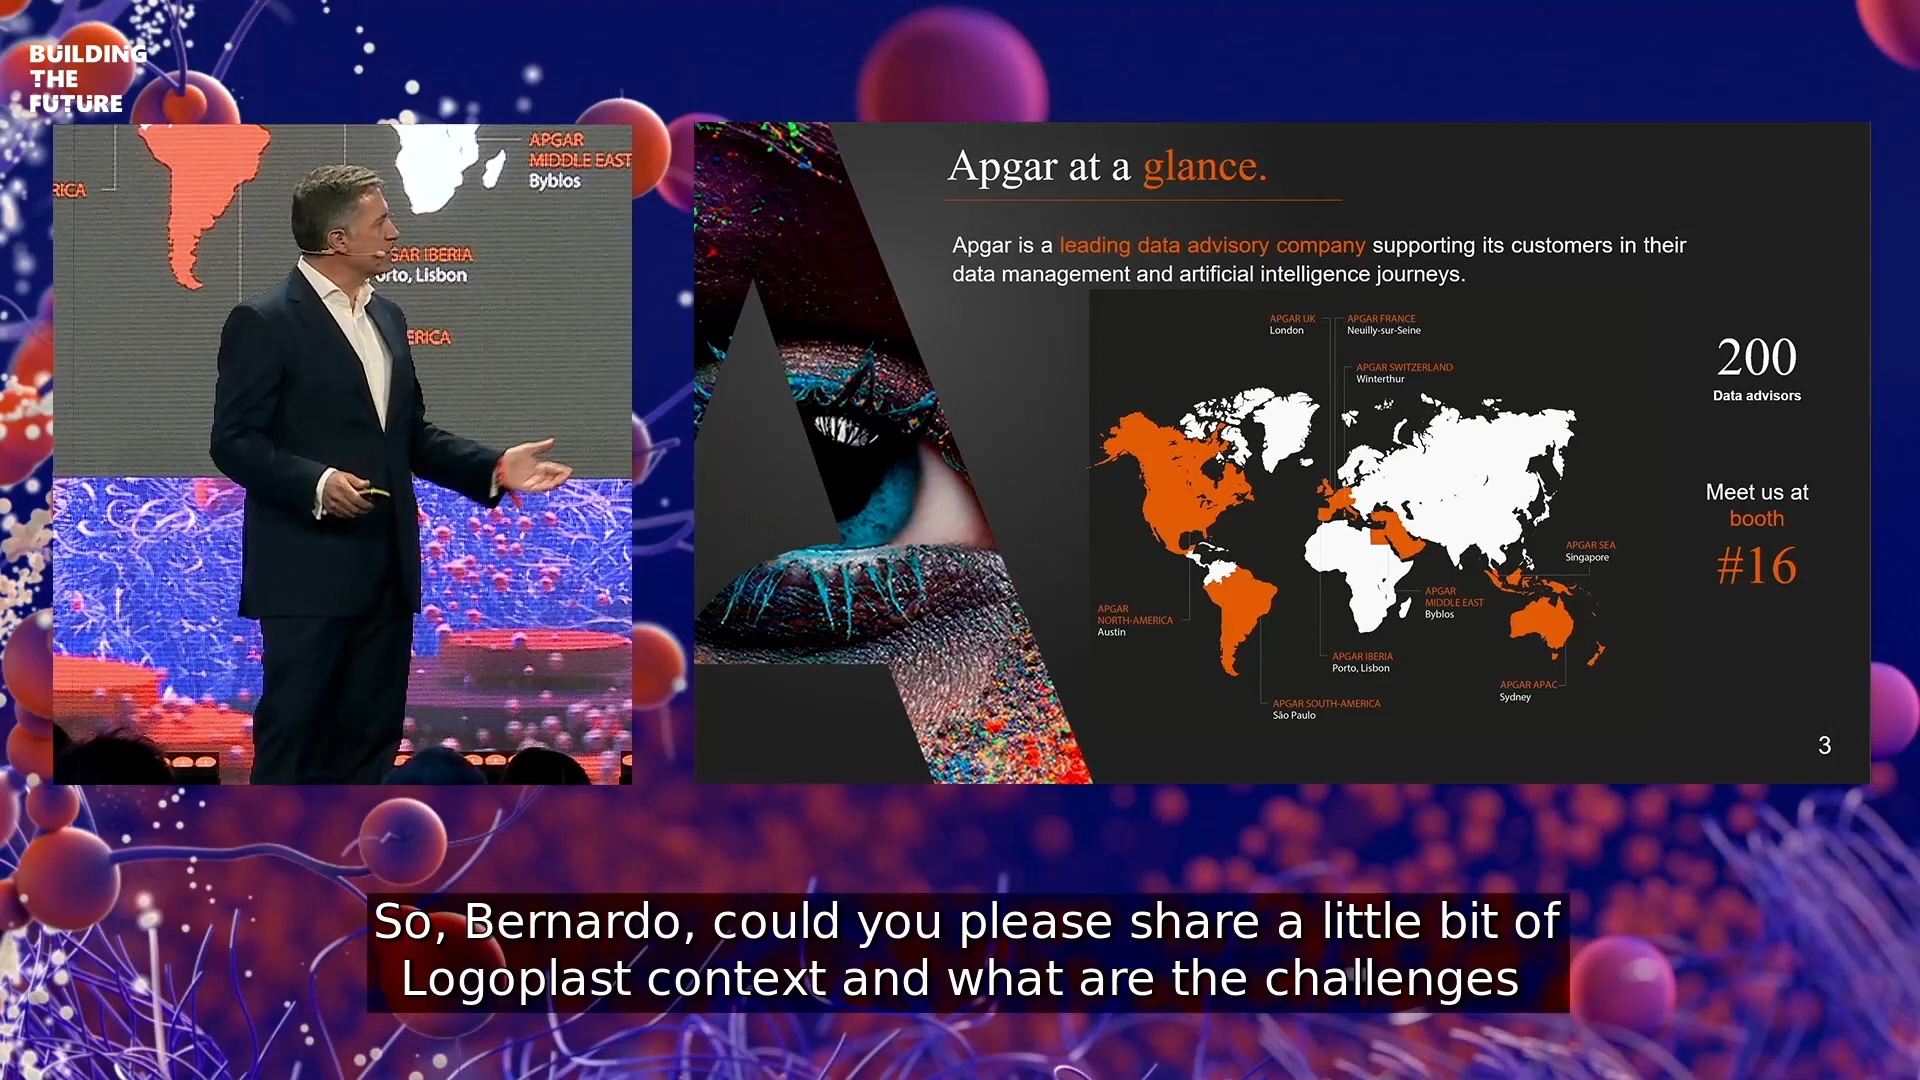 BUILDING
THE
FUTURE
RICA
APGAR
MIDDLE EAST
Byblos
GAR IBERIA
orto, Lisbon
ERICA
Apgar at a glance.
Apgar is a leading data advisory company supporting its customers in their
data management and artificial intelligence journeys.
APGAR UK
London
APGAR FRANCE
Neuilly-sur-Seine
APGAR SWITZERLAND
Winterthur
200
Data advisors
Meet us at
booth
#16
APGAR SEA
Singapore
APGAR
MIDDLE EAST
Byblos
APGAR
NORTH-AMERICA
Austin
APGAR IBERIA
Porto, Lisbon
APGAR APAC
Sydney
APGAR SOUTH-AMERICA
São Paulo
3
So, Bernardo, could you please share a little bit of
Logoplast context and what are the challenges